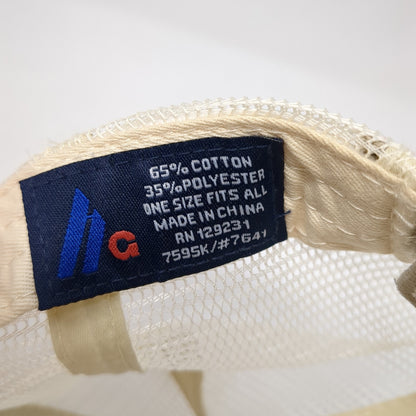 G
65% COTTON
35% POLYESTER
ONE SIZE FITS ALL
MADE IN CHINA
RN 129231
7595K/#7641